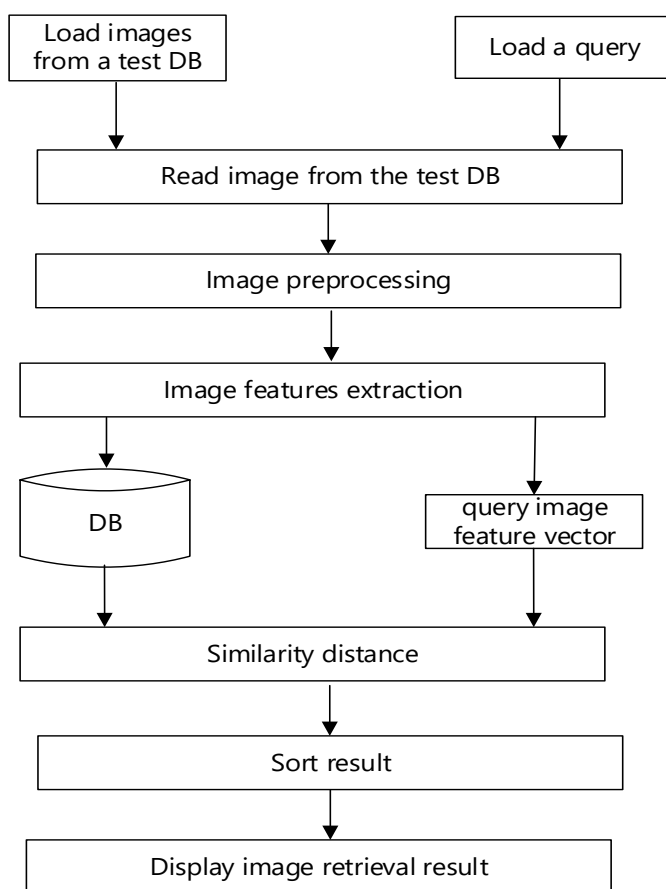 Load images
from a test DB
Load a query
Read image from the test DB
Image preprocessing
Image features extraction
DB
query image
feature vector
Similarity distance
Sort result
Display image retrieval result